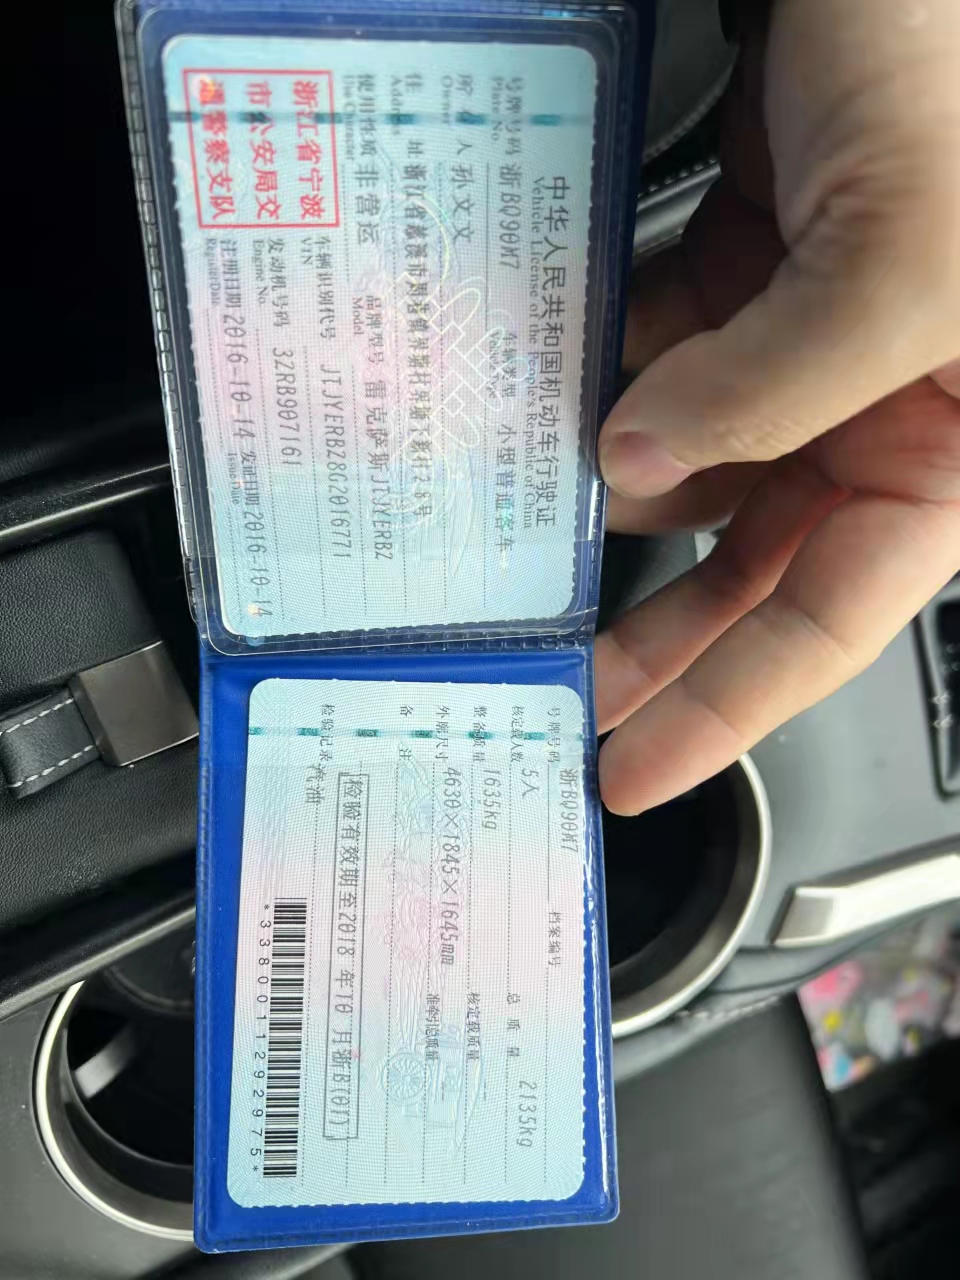 中华人民共和国机动车行驶证
Vehicle License of the People's Republic of China
号牌号码 浙BQ90M7 车辆类型 小型普通客车
Plate No. Vehicle Type
所有人 孙文文
Owner
住 址 浙江省慈溪市
Address
使用性质 非营运 品牌型号 雷克萨斯JTJYERBZ
Use Character Model
浙江省宁波
市公安局交
通警察支队
车辆识别代号 JTJYERBZ8G2016771
VIN
发动机号码 3ZRB907161
Engine No.
注册日期 2016-10-14 发证日期 2016-10-14
Register Date Issue Date
号牌号码 浙BQ90M7 档案编号
核定载人数 5人 总质量 2135kg
整备质量 1635kg 核定载质量
外廓尺寸 4630×1845×1645mm 准牵引总质量
备 注
检验有效期至2018 年10 月浙B(01)
检验记录 汽油
*3380011292975*